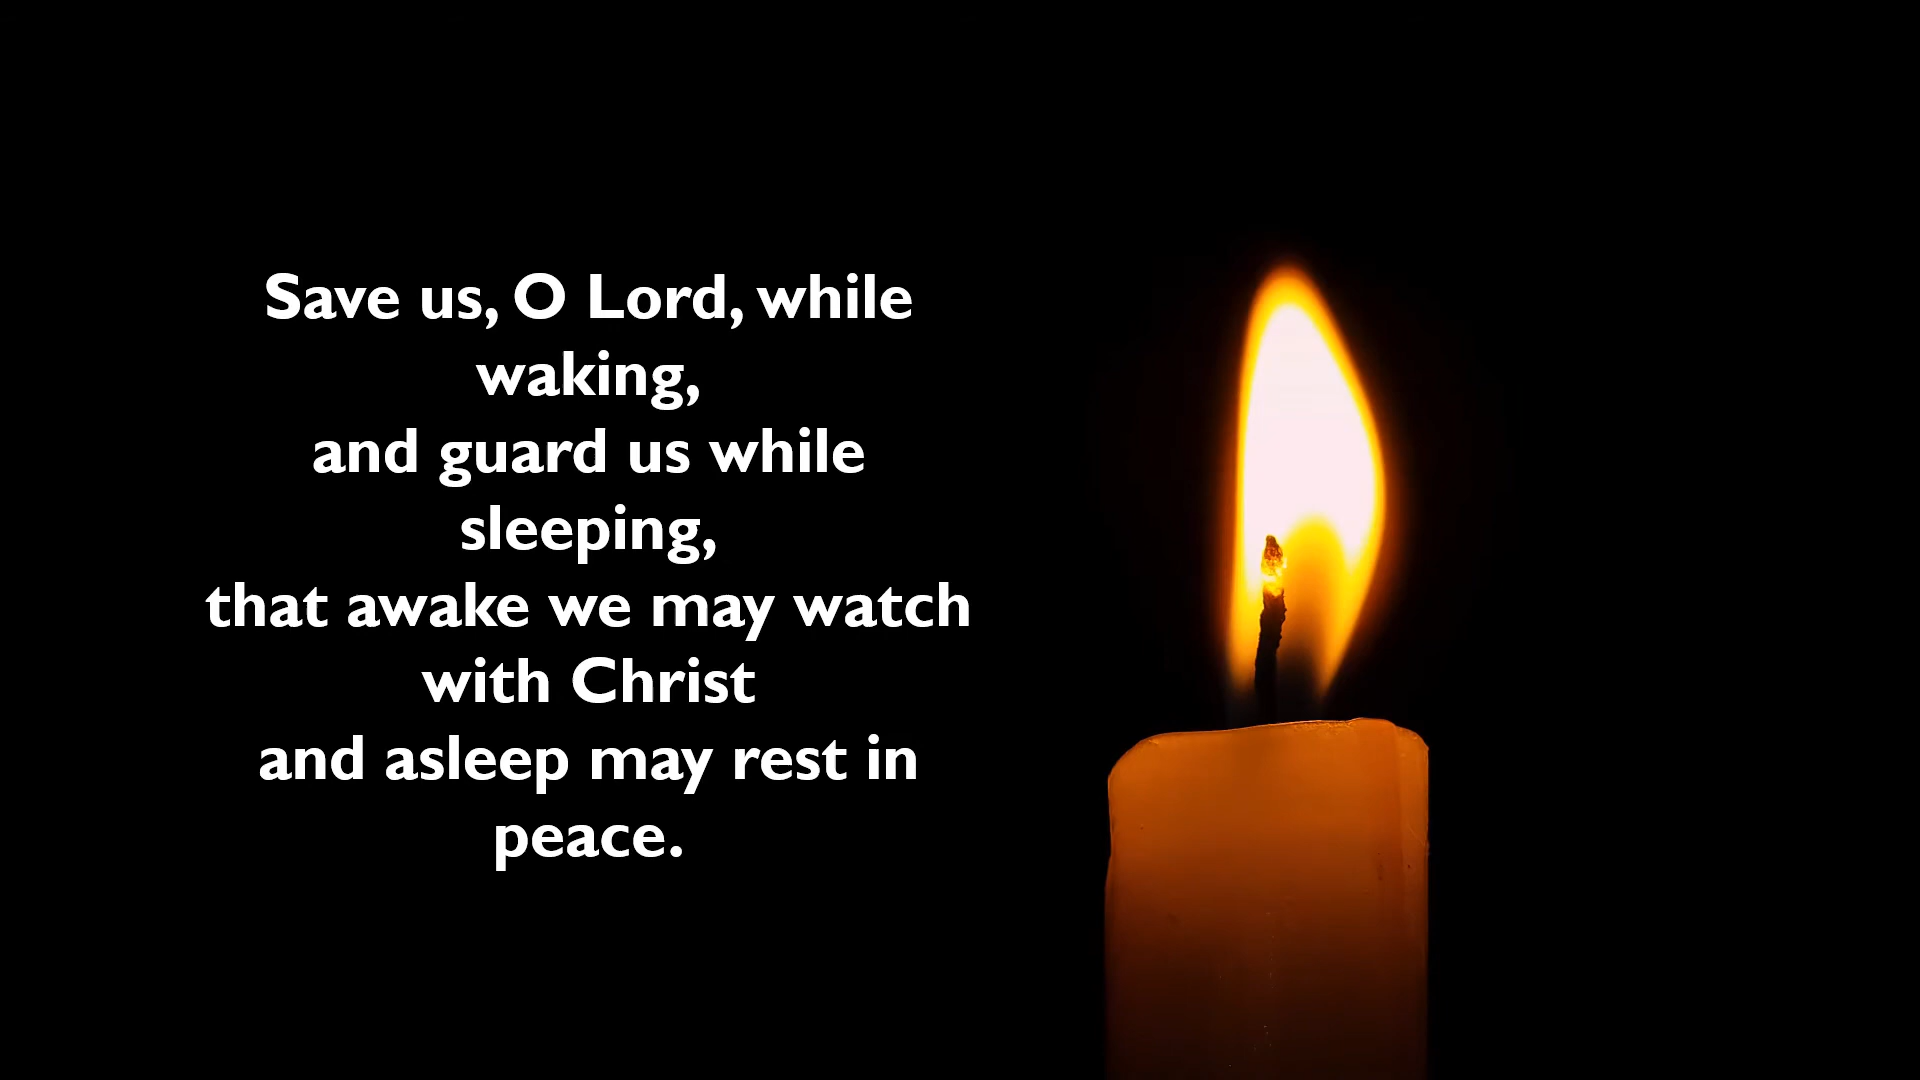 Save us, O Lord, while
waking,
and guard us while
sleeping,
that awake we may watch
with Christ
and asleep may rest in
peace.